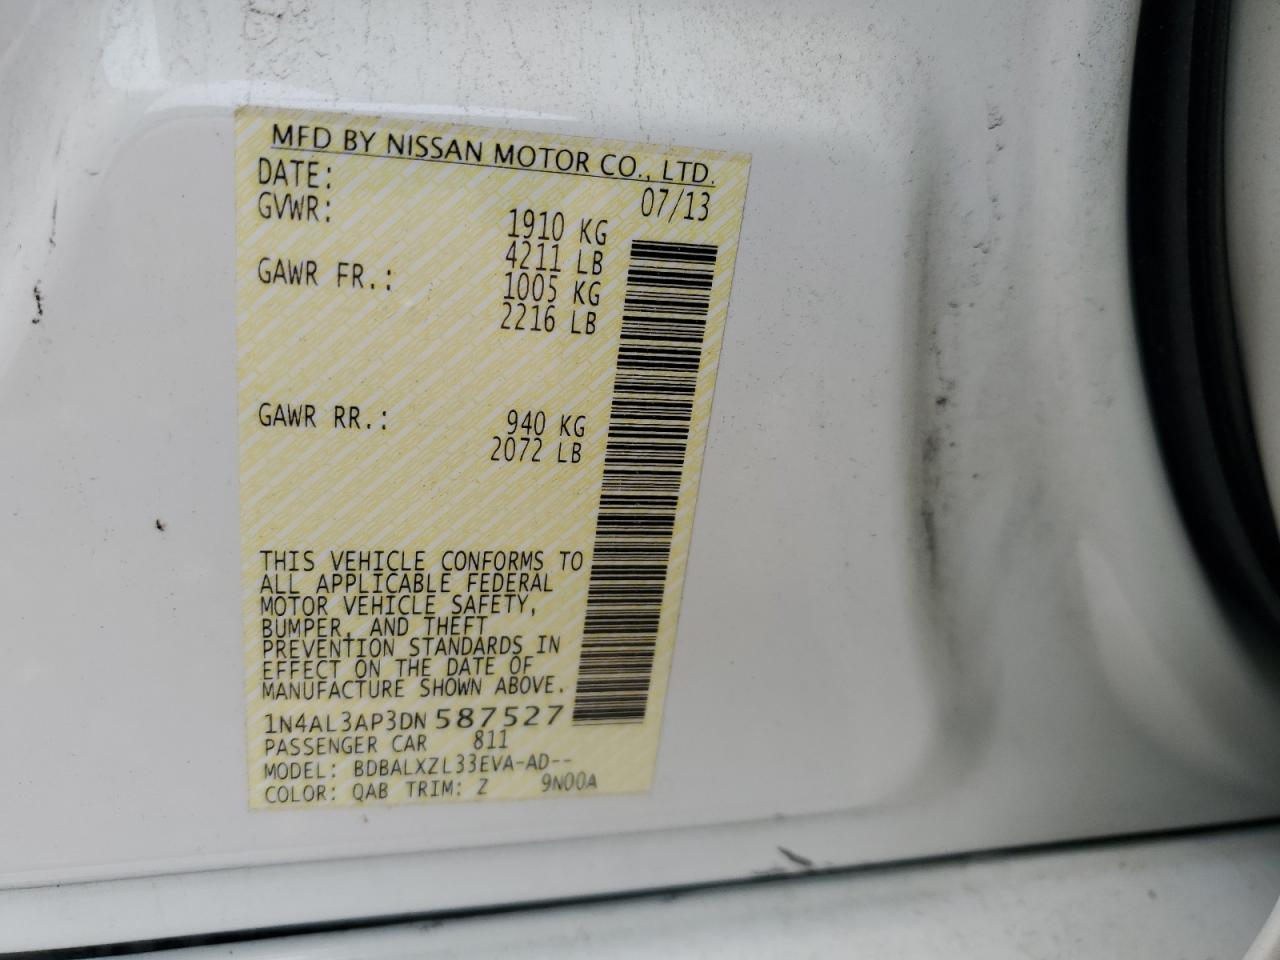 MFD BY NISSAN MOTOR CO., LTD.
DATE: 07/13
GVWR: 1910 KG
4211 LB
GAWR FR.: 1005 KG
2216 LB
GAWR RR.: 940 KG
2072 LB
THIS VEHICLE CONFORMS TO
ALL APPLICABLE FEDERAL
MOTOR VEHICLE SAFETY,
BUMPER, AND THEFT
PREVENTION STANDARDS IN
EFFECT ON THE DATE OF
MANUFACTURE SHOWN ABOVE.
1N4AL3AP3DN587527
PASSENGER CAR 811
MODEL: BDBALXZL33EVA-AD--
COLOR: QAB TRIM: Z 9N00A